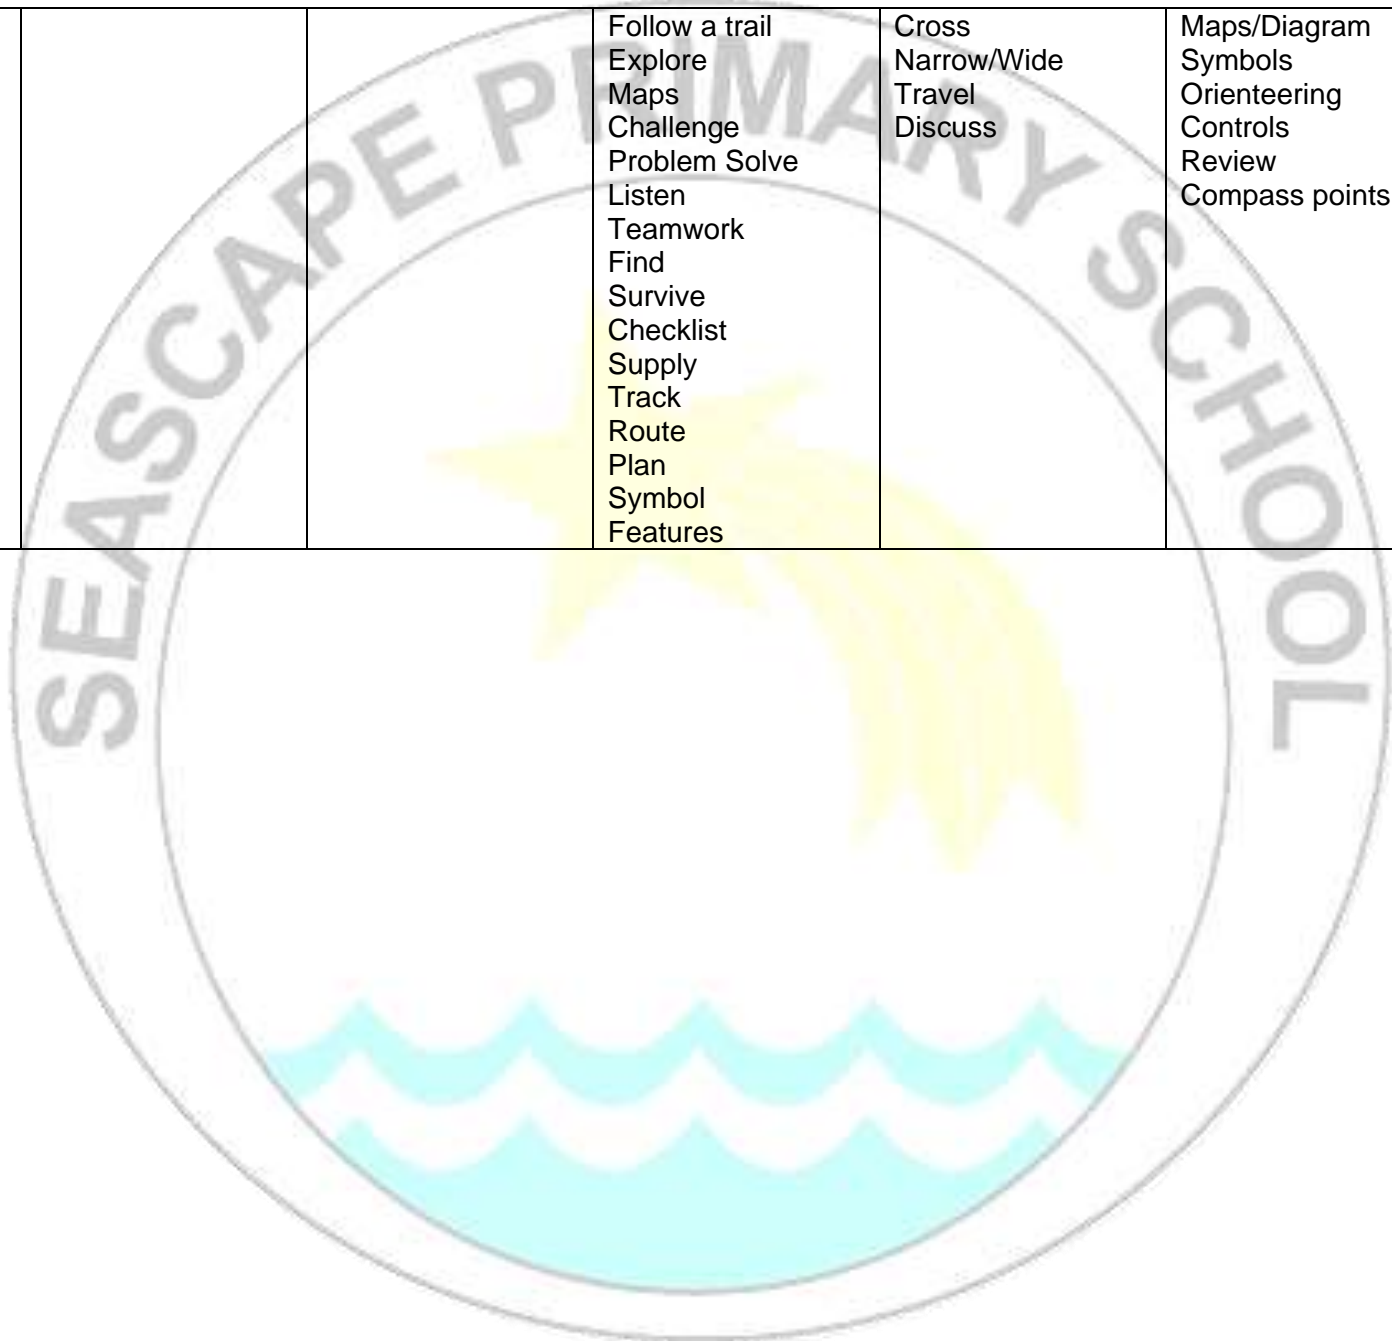 Follow a trail
Explore
Maps
Challenge
Problem Solve
Listen
Teamwork
Find
Survive
Checklist
Supply
Track
Route
Plan
Symbol
Features
Cross
Narrow/Wide
Travel
Discuss
Maps/Diagram
Symbols
Orienteering
Controls
Review
Compass points
SEASCAPE PRIMARY SCHOOL